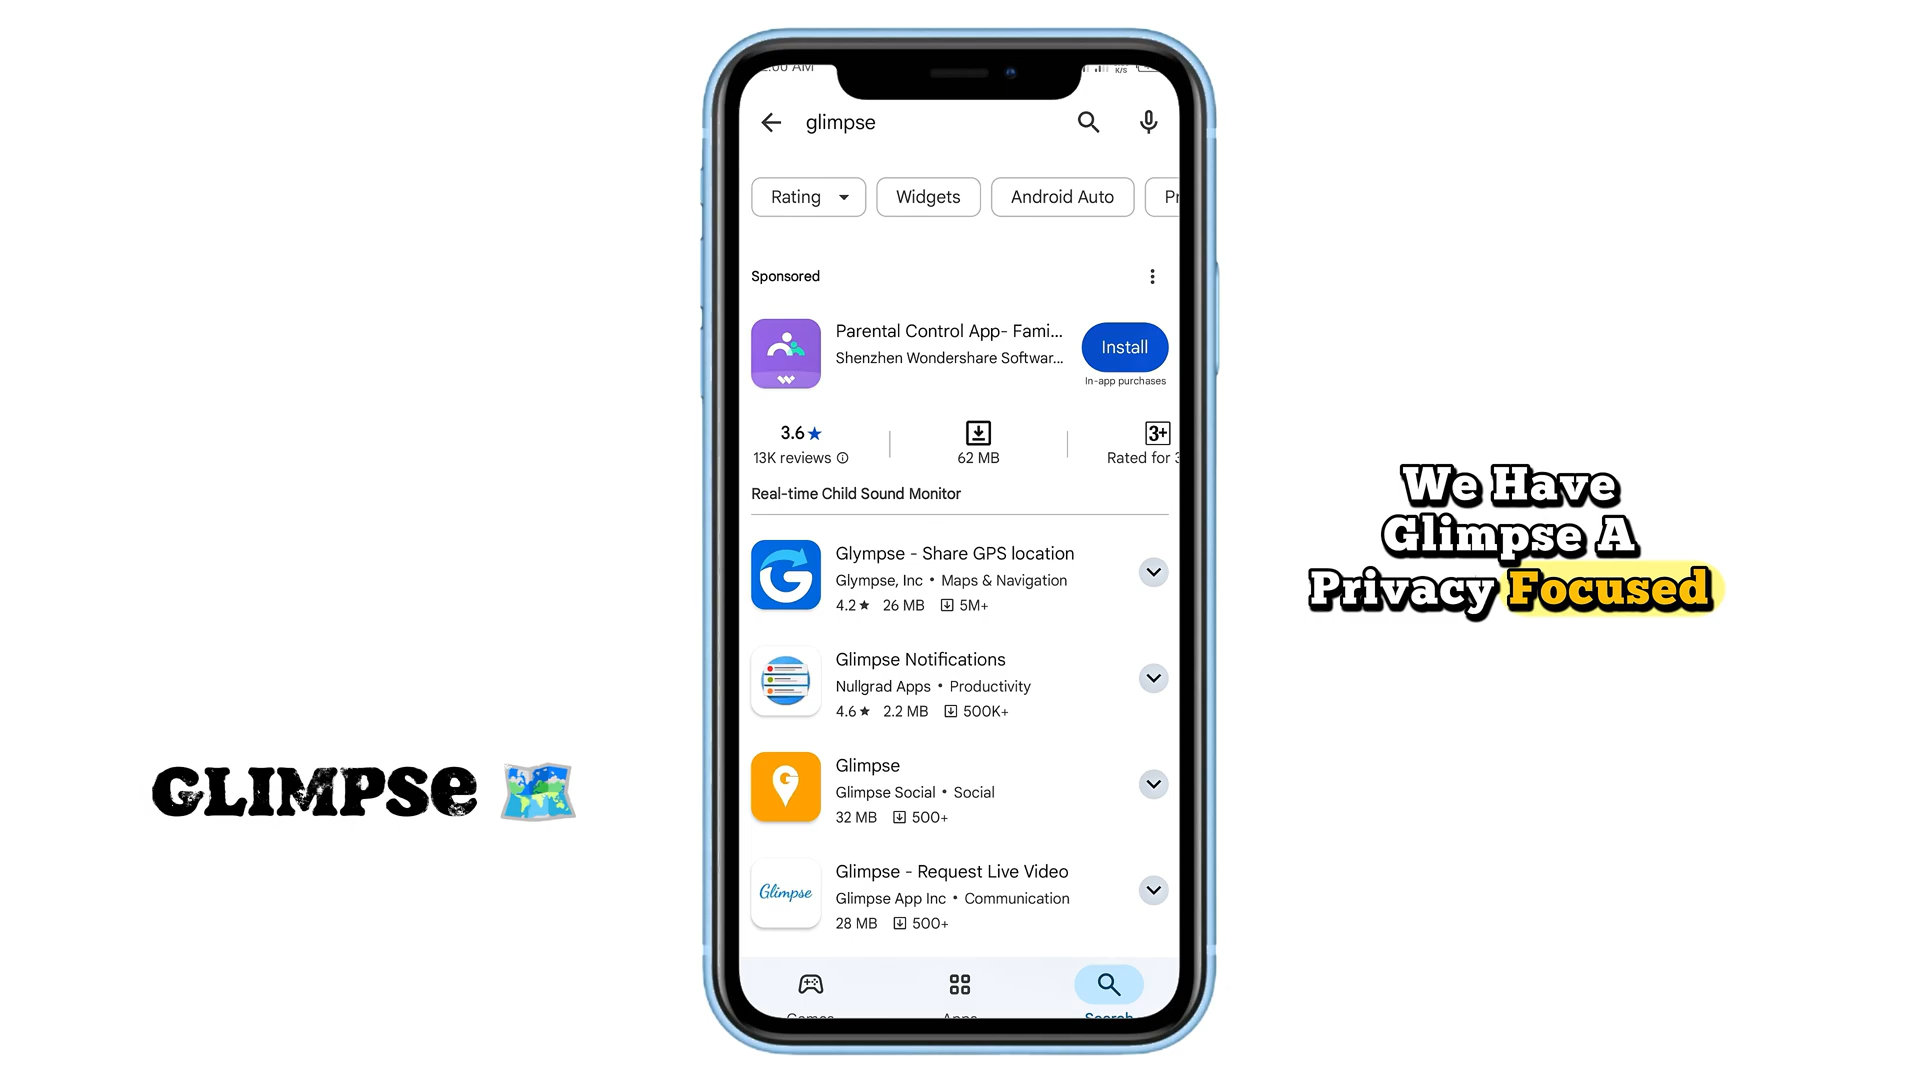 glimpse
Rating
Widgets
Android Auto
Sponsored
Parental Control App- Fami...
Shenzhen Wondershare Softwar...
Install
In-app purchases
3.6★
13K reviews
62 MB
3+
Rated for
Real-time Child Sound Monitor
Glympse - Share GPS location
Glympse, Inc • Maps & Navigation
4.2★ 26 MB 5M+
Glimpse Notifications
Nullgrad Apps • Productivity
4.6★ 2.2 MB 500K+
Glimpse
Glimpse Social • Social
32 MB 500+
Glimpse
Glimpse - Request Live Video
Glimpse App Inc • Communication
28 MB 500+
GLIMPSe
We Have
Glimpse A
Privacy Focused